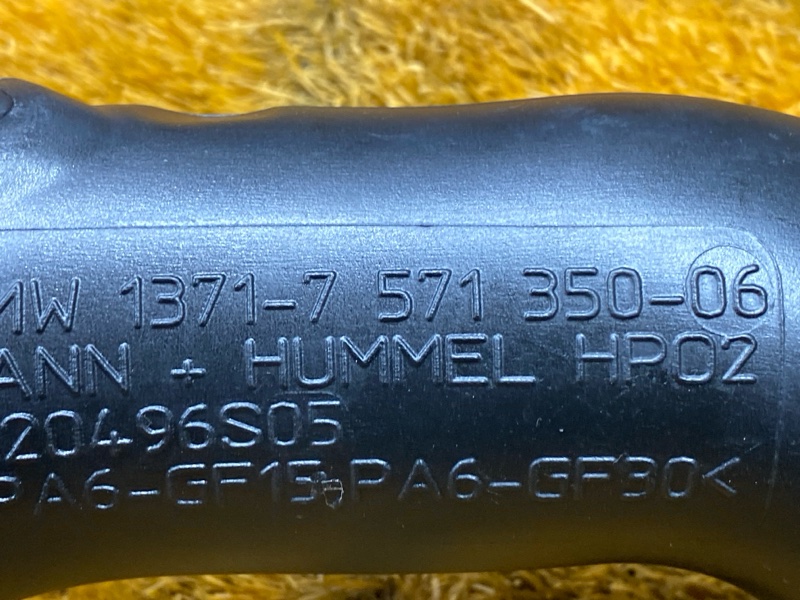 MW 1371-7 571 350-06
ANN + HUMMEL HP02
20496S05
PA6-GF15,PA6-GF30<